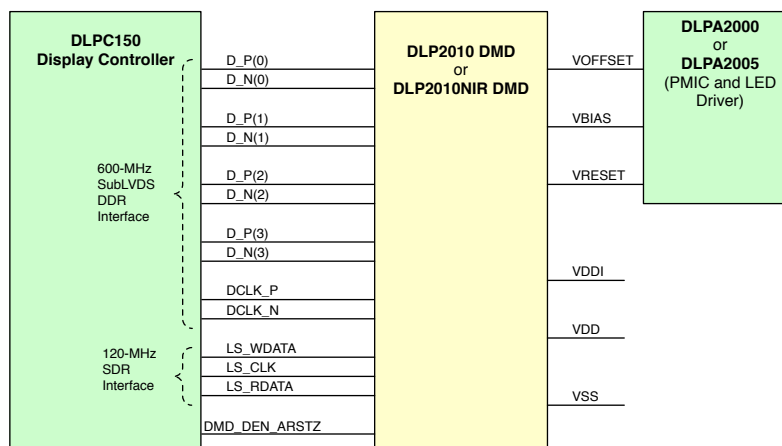 DLPC150
Display Controller
600-MHz
SubLVDS
DDR
Interface
120-MHz
SDR
Interface
D_P(0)
D_N(0)
D_P(1)
D_N(1)
D_P(2)
D_N(2)
D_P(3)
D_N(3)
DCLK_P
DCLK_N
LS_WDATA
LS_CLK
LS_RDATA
DMD_DEN_ARSTZ
DLP2010 DMD
or
DLP2010NIR DMD
VOFFSET
VBIAS
VRESET
VDDI
VDD
VSS
DLPA2000
or
DLPA2005
(PMIC and LED
Driver)